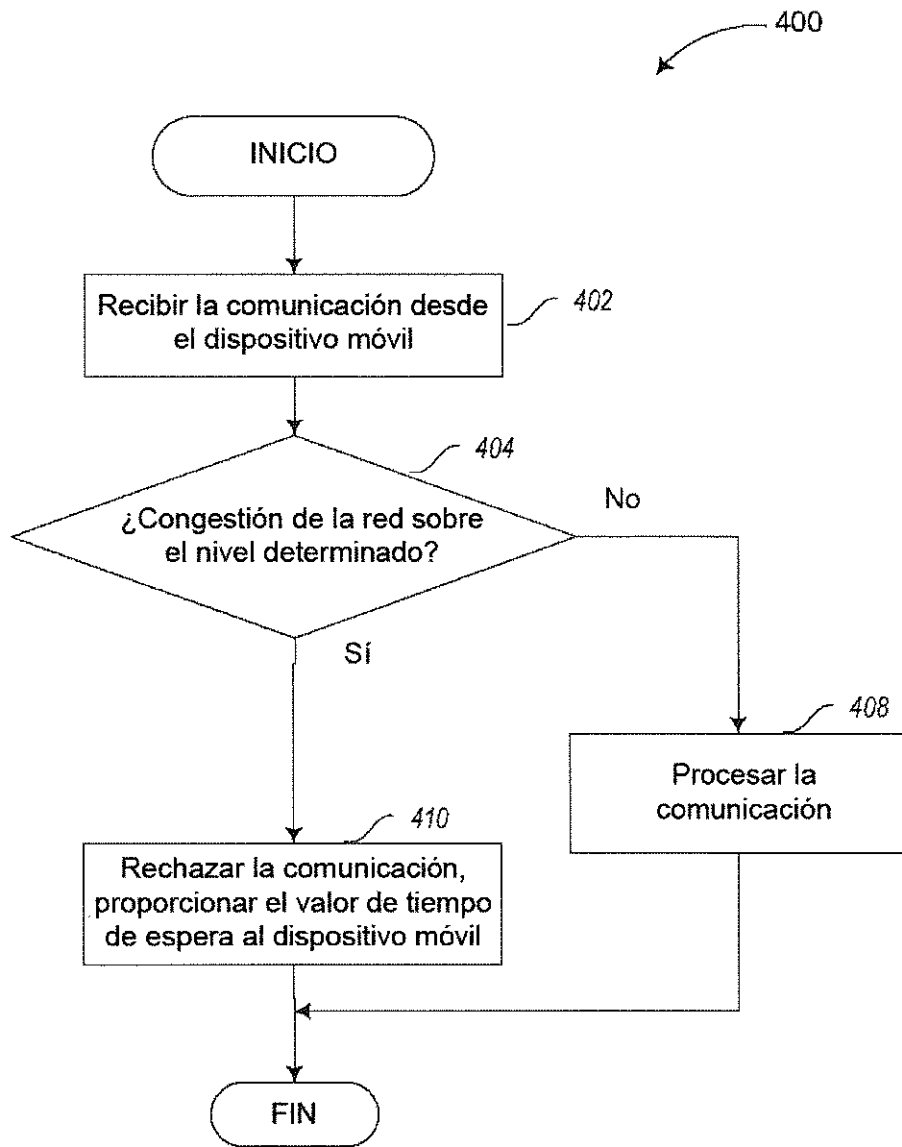 400
INICIO
Recibir la comunicación desde
el dispositivo móvil
402
404
¿Congestión de la red sobre
el nivel determinado?
No
Sí
408
Procesar la
comunicación
410
Rechazar la comunicación,
proporcionar el valor de tiempo
de espera al dispositivo móvil
FIN